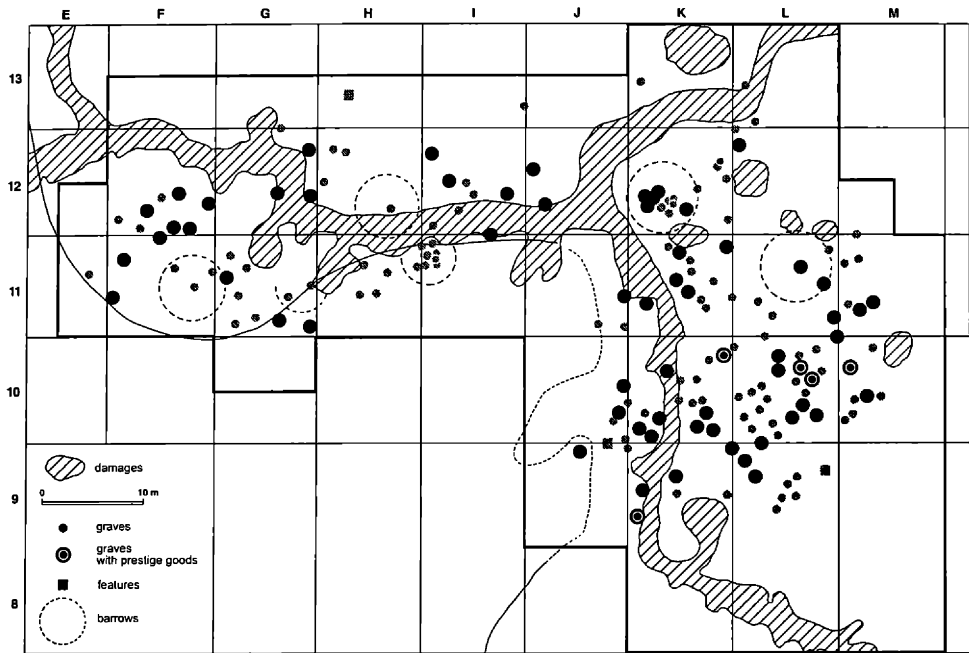 E F G H I J K L M
13
12
11
10
9
8
damages
0 10 m
graves
graves
with prestige goods
features
barrows